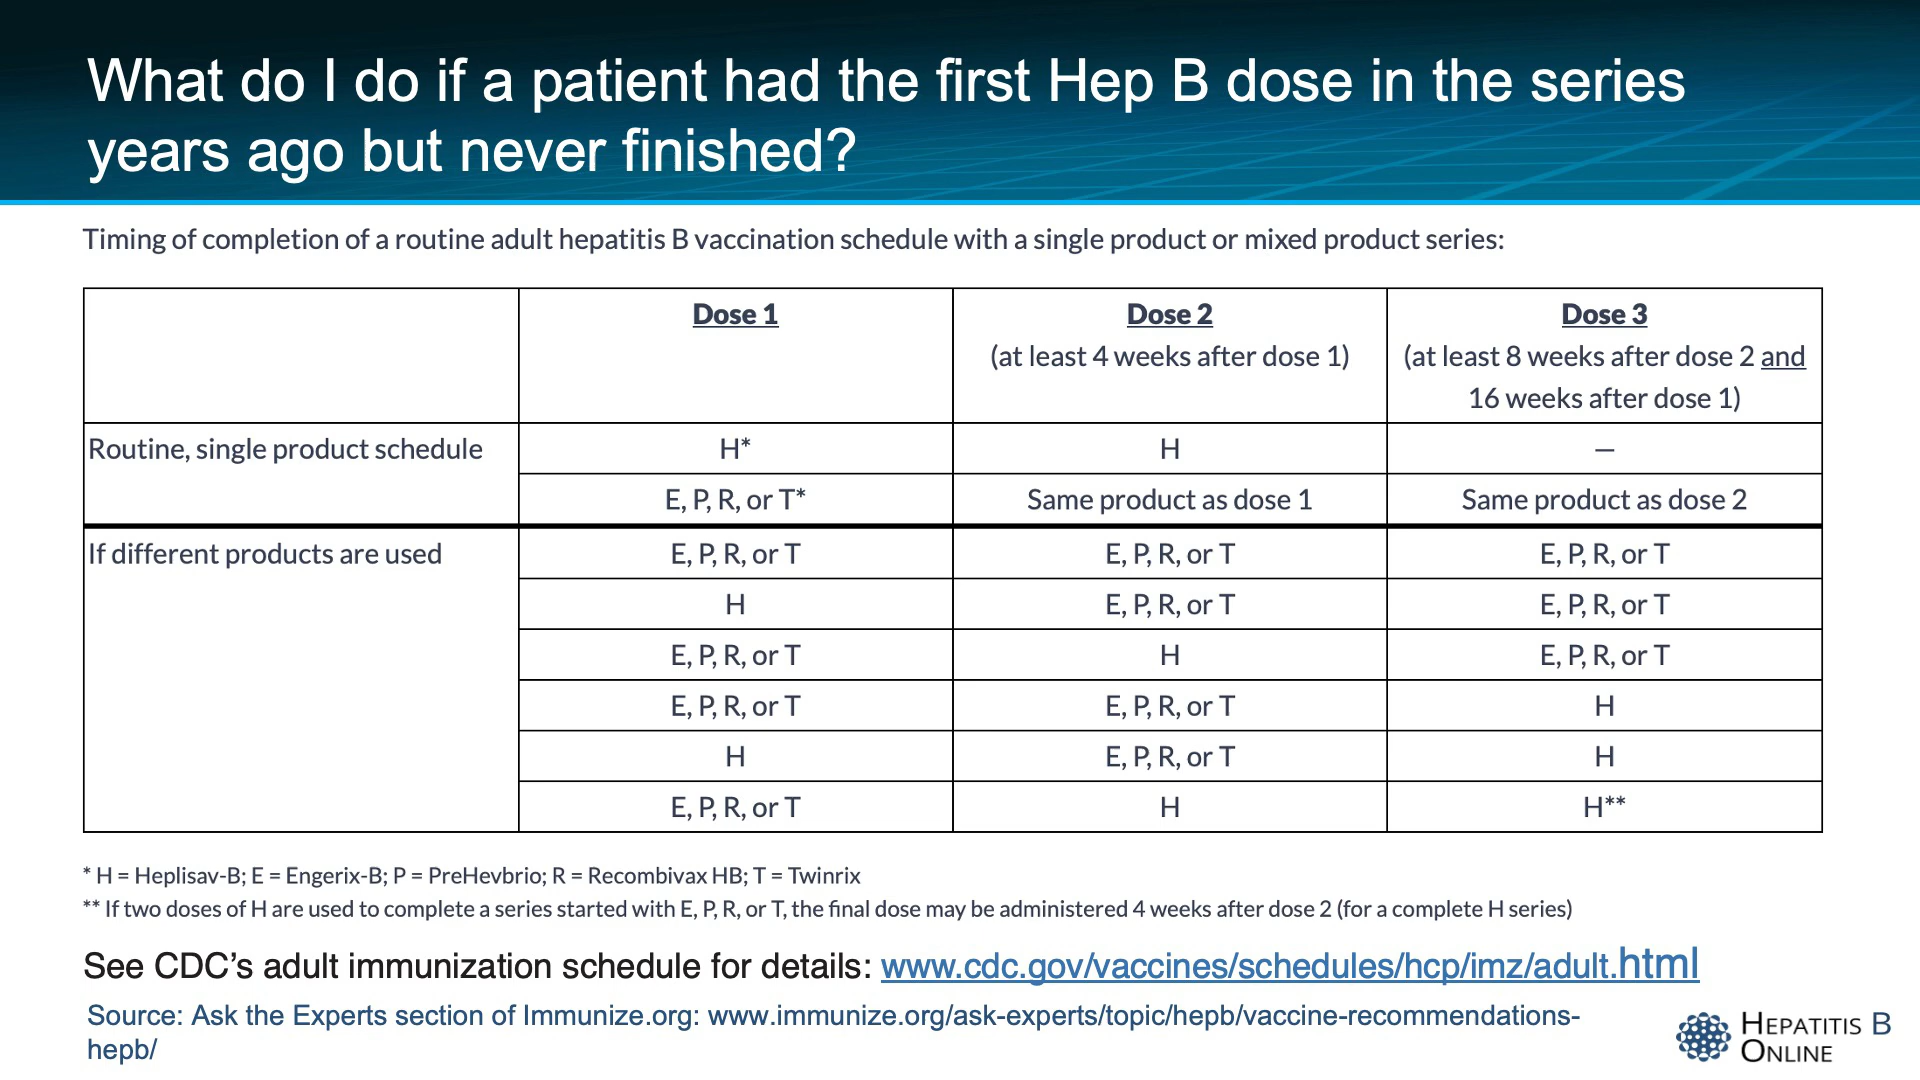 What do I do if a patient had the first Hep B dose in the series
years ago but never finished?
Timing of completion of a routine adult hepatitis B vaccination schedule with a single product or mixed product series:
Dose 1 Dose 2 Dose 3
(at least 4 weeks after dose 1) (at least 8 weeks after dose 2 and
16 weeks after dose 1)
Routine, single product schedule H* H —
E, P, R, or T* Same product as dose 1 Same product as dose 2
If different products are used E, P, R, or T E, P, R, or T E, P, R, or T
H E, P, R, or T E, P, R, or T
E, P, R, or T H E, P, R, or T
E, P, R, or T E, P, R, or T H
H E, P, R, or T H
E, P, R, or T H H**
* H = Heplisav-B; E = Engerix-B; P = PreHevbrio; R = Recombivax HB; T = Twinrix
** If two doses of H are used to complete a series started with E, P, R, or T, the final dose may be administered 4 weeks after dose 2 (for a complete H series)
See CDC’s adult immunization schedule for details: www.cdc.gov/vaccines/schedules/hcp/imz/adult.html
Source: Ask the Experts section of Immunize.org: www.immunize.org/ask-experts/topic/hepb/vaccine-recommendations-
hepb/
HEPATITIS B
ONLINE